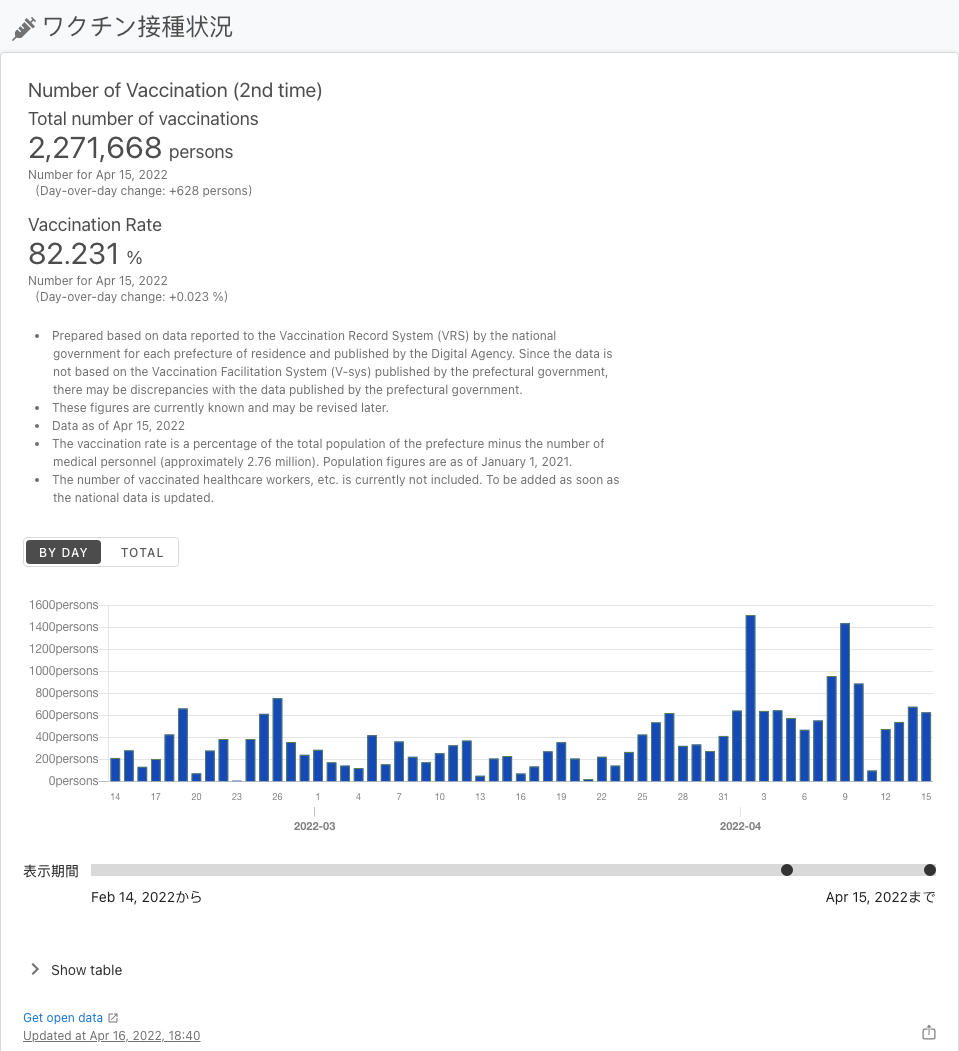 ワクチン接種状況
Number of Vaccination (2nd time)
Total number of vaccinations
2,271,668 persons
Number for Apr 15, 2022
(Day-over-day change: +628 persons)
Vaccination Rate
82.231 %
Number for Apr 15, 2022
(Day-over-day change: +0.023 %)
• Prepared based on data reported to the Vaccination Record System (VRS) by the national
government for each prefecture of residence and published by the Digital Agency. Since the data is
not based on the Vaccination Facilitation System (V-sys) published by the prefectural government,
there may be discrepancies with the data published by the prefectural government.
• These figures are currently known and may be revised later.
• Data as of Apr 15, 2022
• The vaccination rate is a percentage of the total population of the prefecture minus the number of
medical personnel (approximately 2.76 million). Population figures are as of January 1, 2021.
• The number of vaccinated healthcare workers, etc. is currently not included. To be added as soon as
the national data is updated.
BY DAY TOTAL
1600persons
1400persons
1200persons
1000persons
800persons
600persons
400persons
200persons
0persons
14 17 20 23 26 1 4 7 10 13 16 19 22 25 28 31 3 6 9 12 15
2022-03 2022-04
表示期間
Feb 14, 2022から Apr 15, 2022まで
Show table
Get open data
Updated at Apr 16, 2022, 18:40